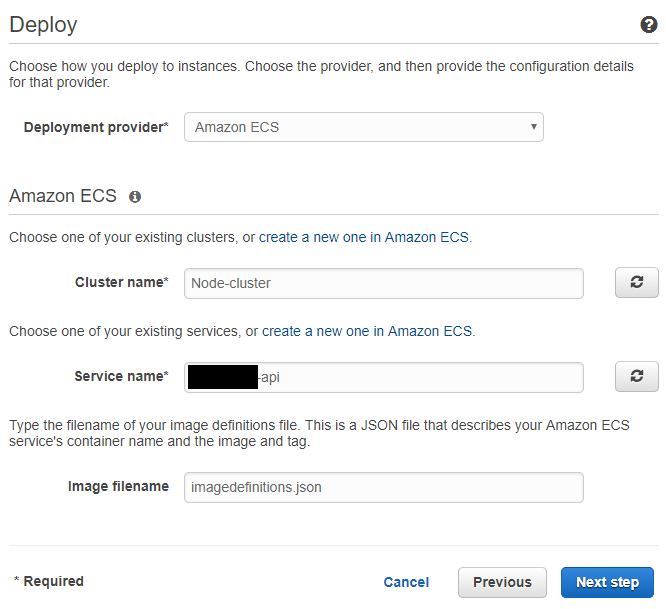 Deploy
Choose how you deploy to instances. Choose the provider, and then provide the configuration details
for that provider.
Deployment provider* Amazon ECS
Amazon ECS
Choose one of your existing clusters, or create a new one in Amazon ECS.
Cluster name* Node-cluster
Choose one of your existing services, or create a new one in Amazon ECS.
Service name* -api
Type the filename of your image definitions file. This is a JSON file that describes your Amazon ECS
service's container name and the image and tag.
Image filename imagedefinitions.json
* Required Cancel Previous Next step